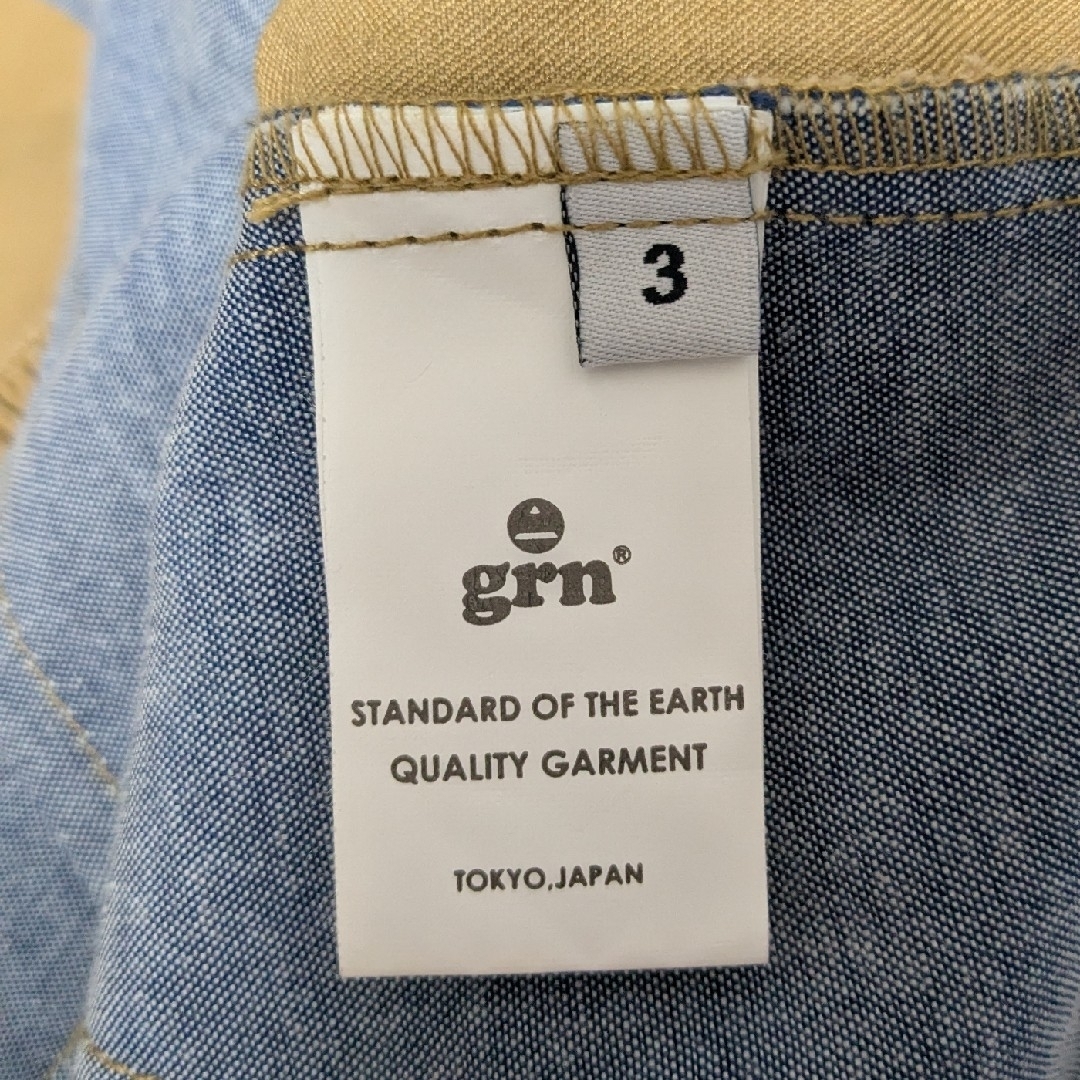 3
grn®
STANDARD OF THE EARTH
QUALITY GARMENT
TOKYO,JAPAN